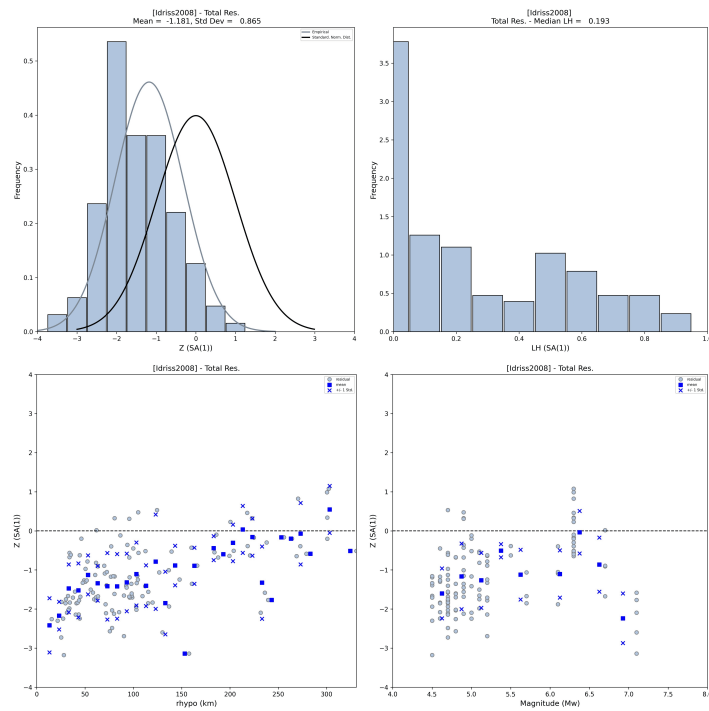 [Idriss2008] - Total Res.
Mean = -1.181, Std Dev = 0.865
Empirical
Standard. Norm. Dist.
Frequency
0.0
0.1
0.2
0.3
0.4
0.5
−4
−3
−2
−1
0
1
2
3
4
Z (SA(1))
[Idriss2008]
Total Res. - Median LH = 0.193
Frequency
0.0
0.5
1.0
1.5
2.0
2.5
3.0
3.5
0.0
0.2
0.4
0.6
0.8
1.
LH (SA(1))
[Idriss2008] - Total Res.
residual
mean
+/- 1 Std.
Z (SA(1))
4
3
2
1
0
−1
−2
−3
−4
0
50
100
150
200
250
300
rhypo (km)
[Idriss2008] - Total Res.
residual
mean
+/- 1 Std.
Z (SA(1))
4
3
2
1
0
−1
−2
−3
−4
4.0
4.5
5.0
5.5
6.0
6.5
7.0
7.5
8.
Magnitude (Mw)